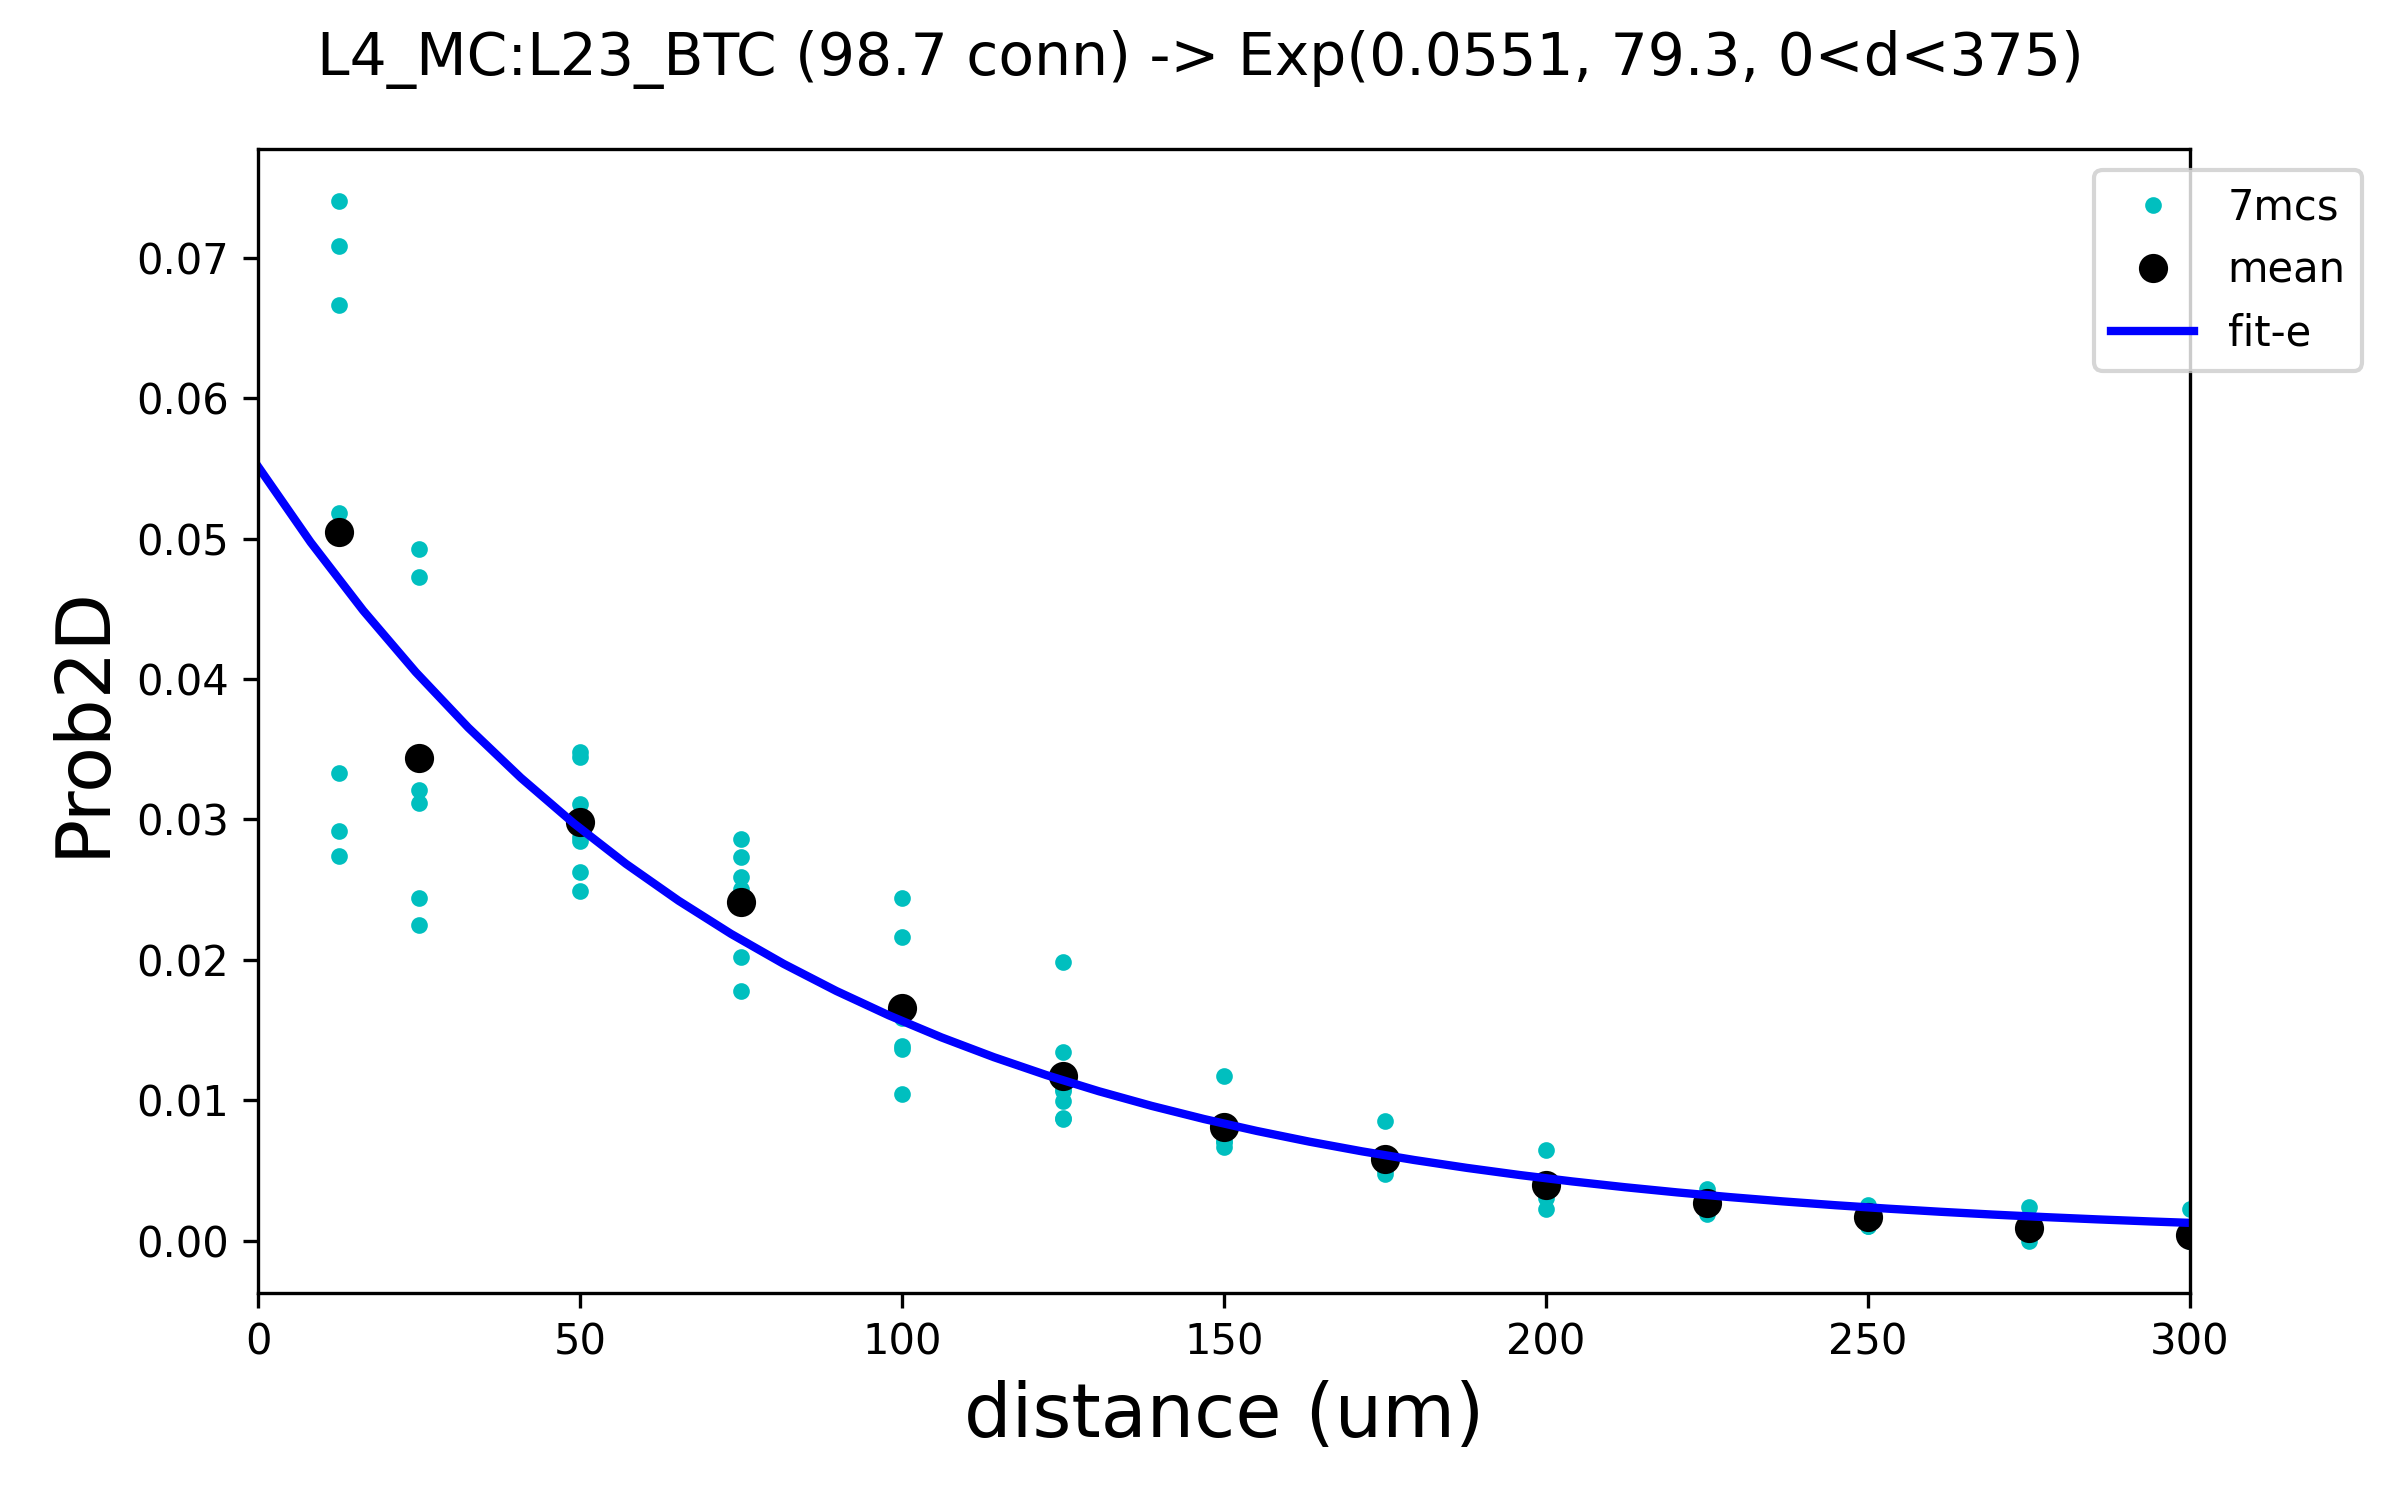 L4_MC:L23_BTC (98.7 conn) -> Exp(0.0551, 79.3, 0<d<375)
7mcs
mean
fit-e
0.07
0.06
0.05
0.04
0.03
0.02
0.01
0.00
Prob2D
0 50 100 150 200 250 300
distance (um)